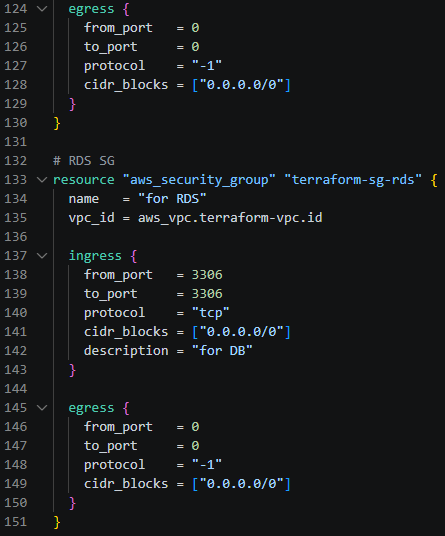 124 egress {
125 from_port = 0
126 to_port = 0
127 protocol = "-1"
128 cidr_blocks = ["0.0.0.0/0"]
129 }
130 }
131
132 # RDS SG
133 resource "aws_security_group" "terraform-sg-rds" {
134 name = "for RDS"
135 vpc_id = aws_vpc.terraform-vpc.id
136
137 ingress {
138 from_port = 3306
139 to_port = 3306
140 protocol = "tcp"
141 cidr_blocks = ["0.0.0.0/0"]
142 description = "for DB"
143 }
144
145 egress {
146 from_port = 0
147 to_port = 0
148 protocol = "-1"
149 cidr_blocks = ["0.0.0.0/0"]
150 }
151 }